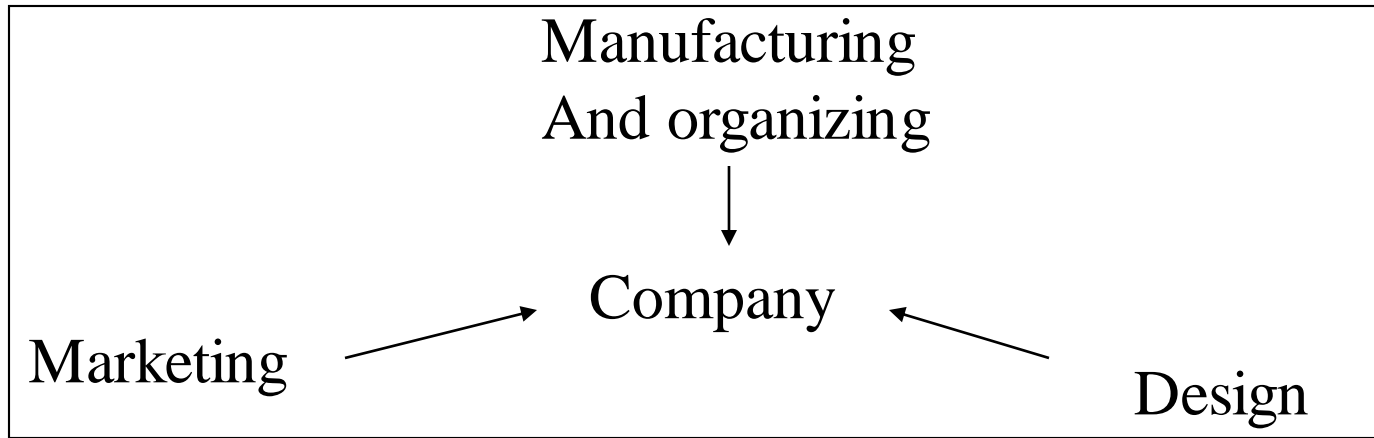 Manufacturing
And organizing
Company
Marketing
Design